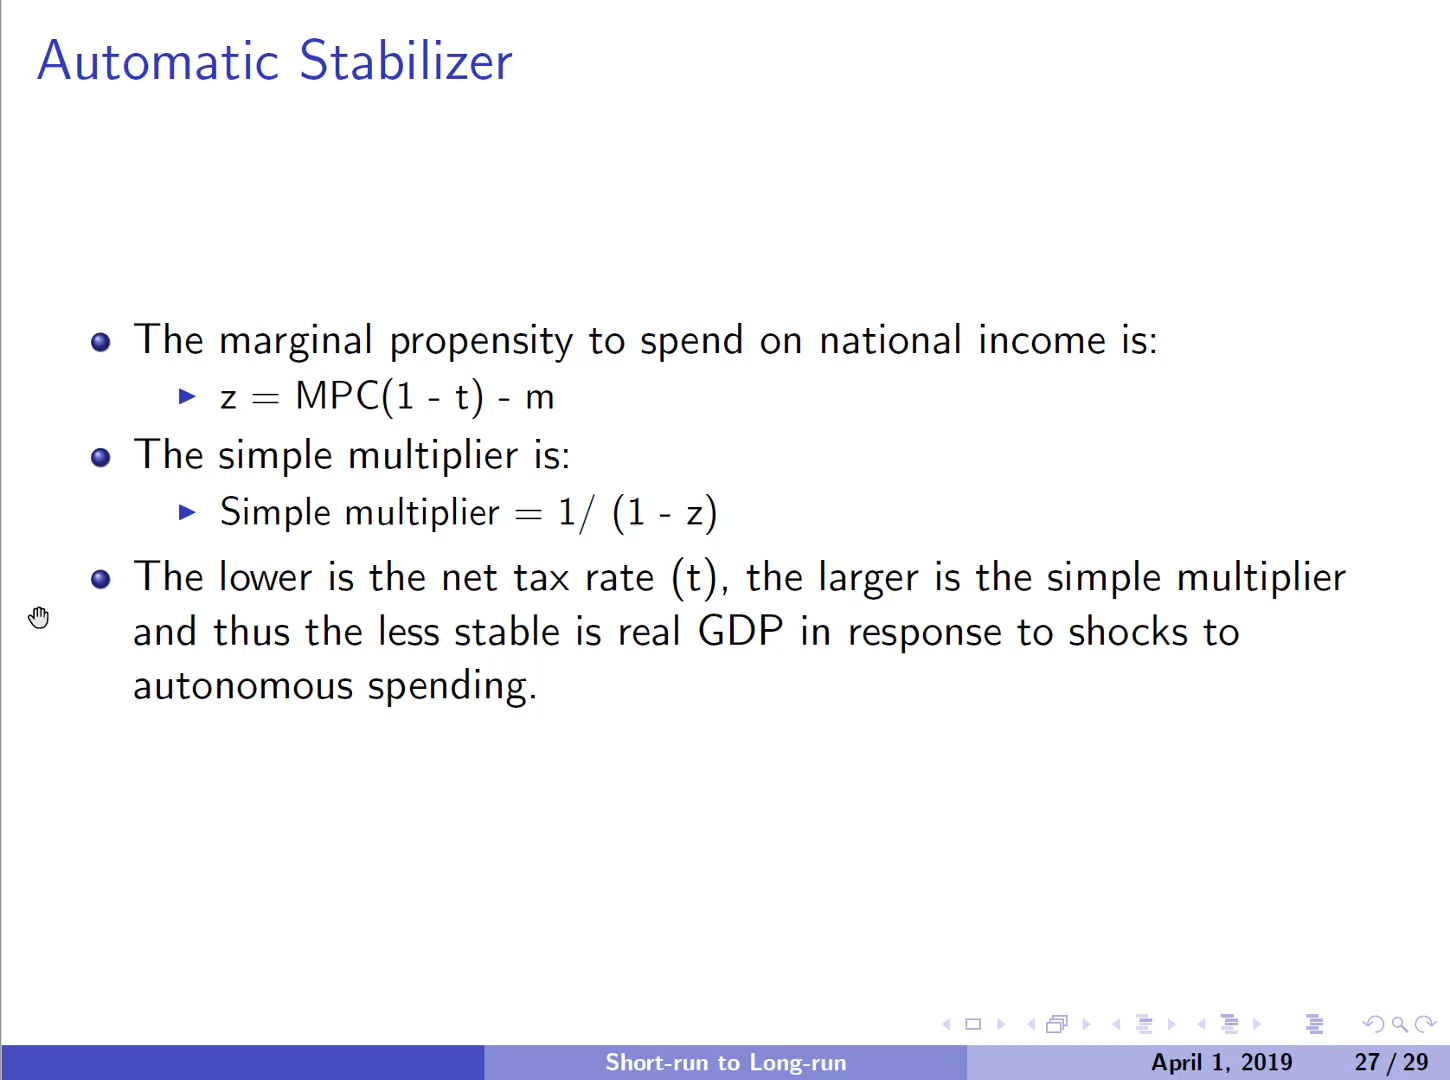 Automatic Stabilizer
The marginal propensity to spend on national income is:
z = MPC(1 - t) - m
The simple multiplier is:
Simple multiplier = 1/ (1 - z)
The lower is the net tax rate (t), the larger is the simple multiplier
and thus the less stable is real GDP in response to shocks to
autonomous spending.
Short-run to Long-run April 1, 2019 27 / 29